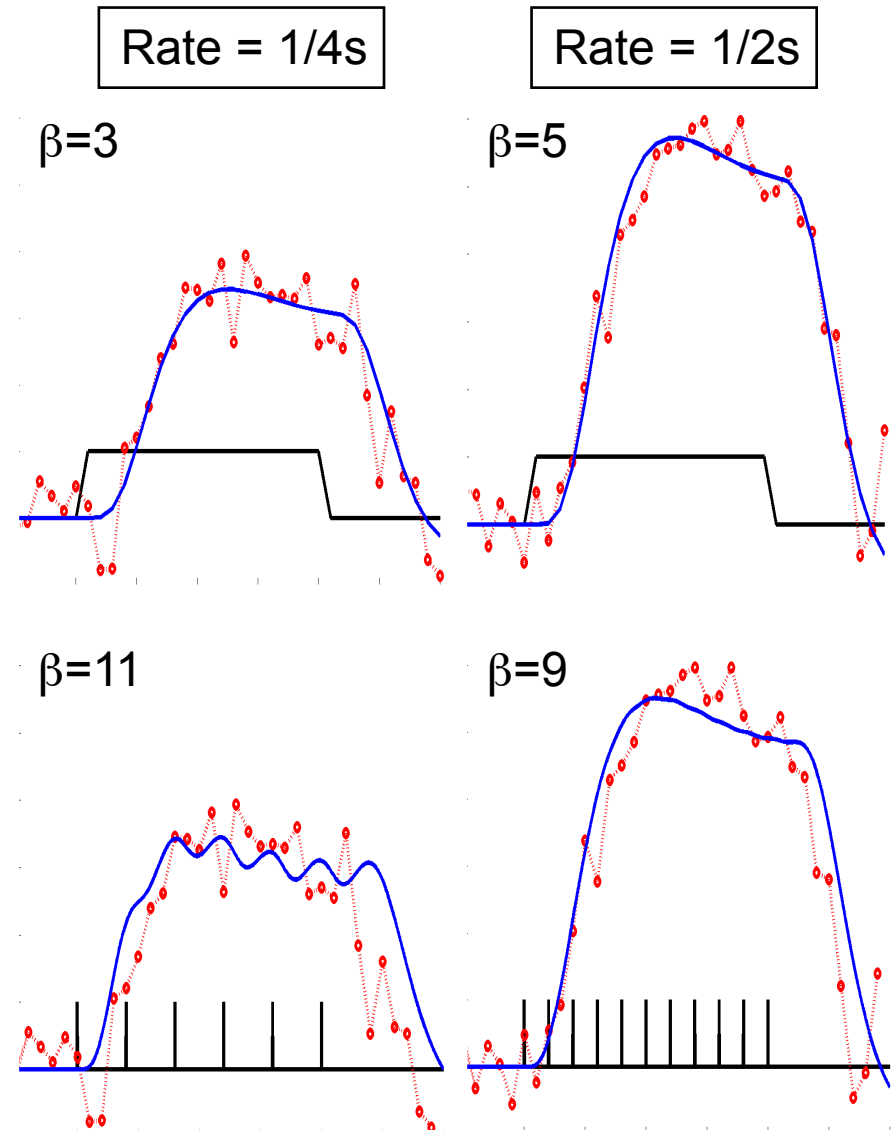 Rate = 1/4s
Rate = 1/2s
β=3
β=5
β=11
β=9